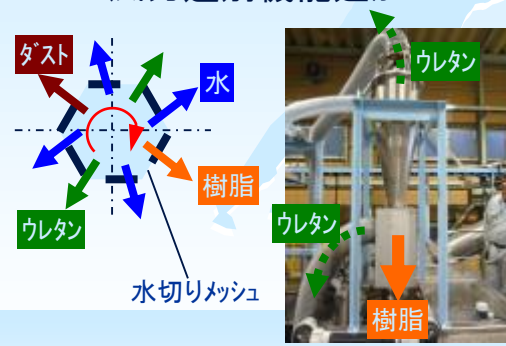 ダスト
水
樹脂
ウレタン
水切りメッシュ
ウレタン
ウレタン
樹脂